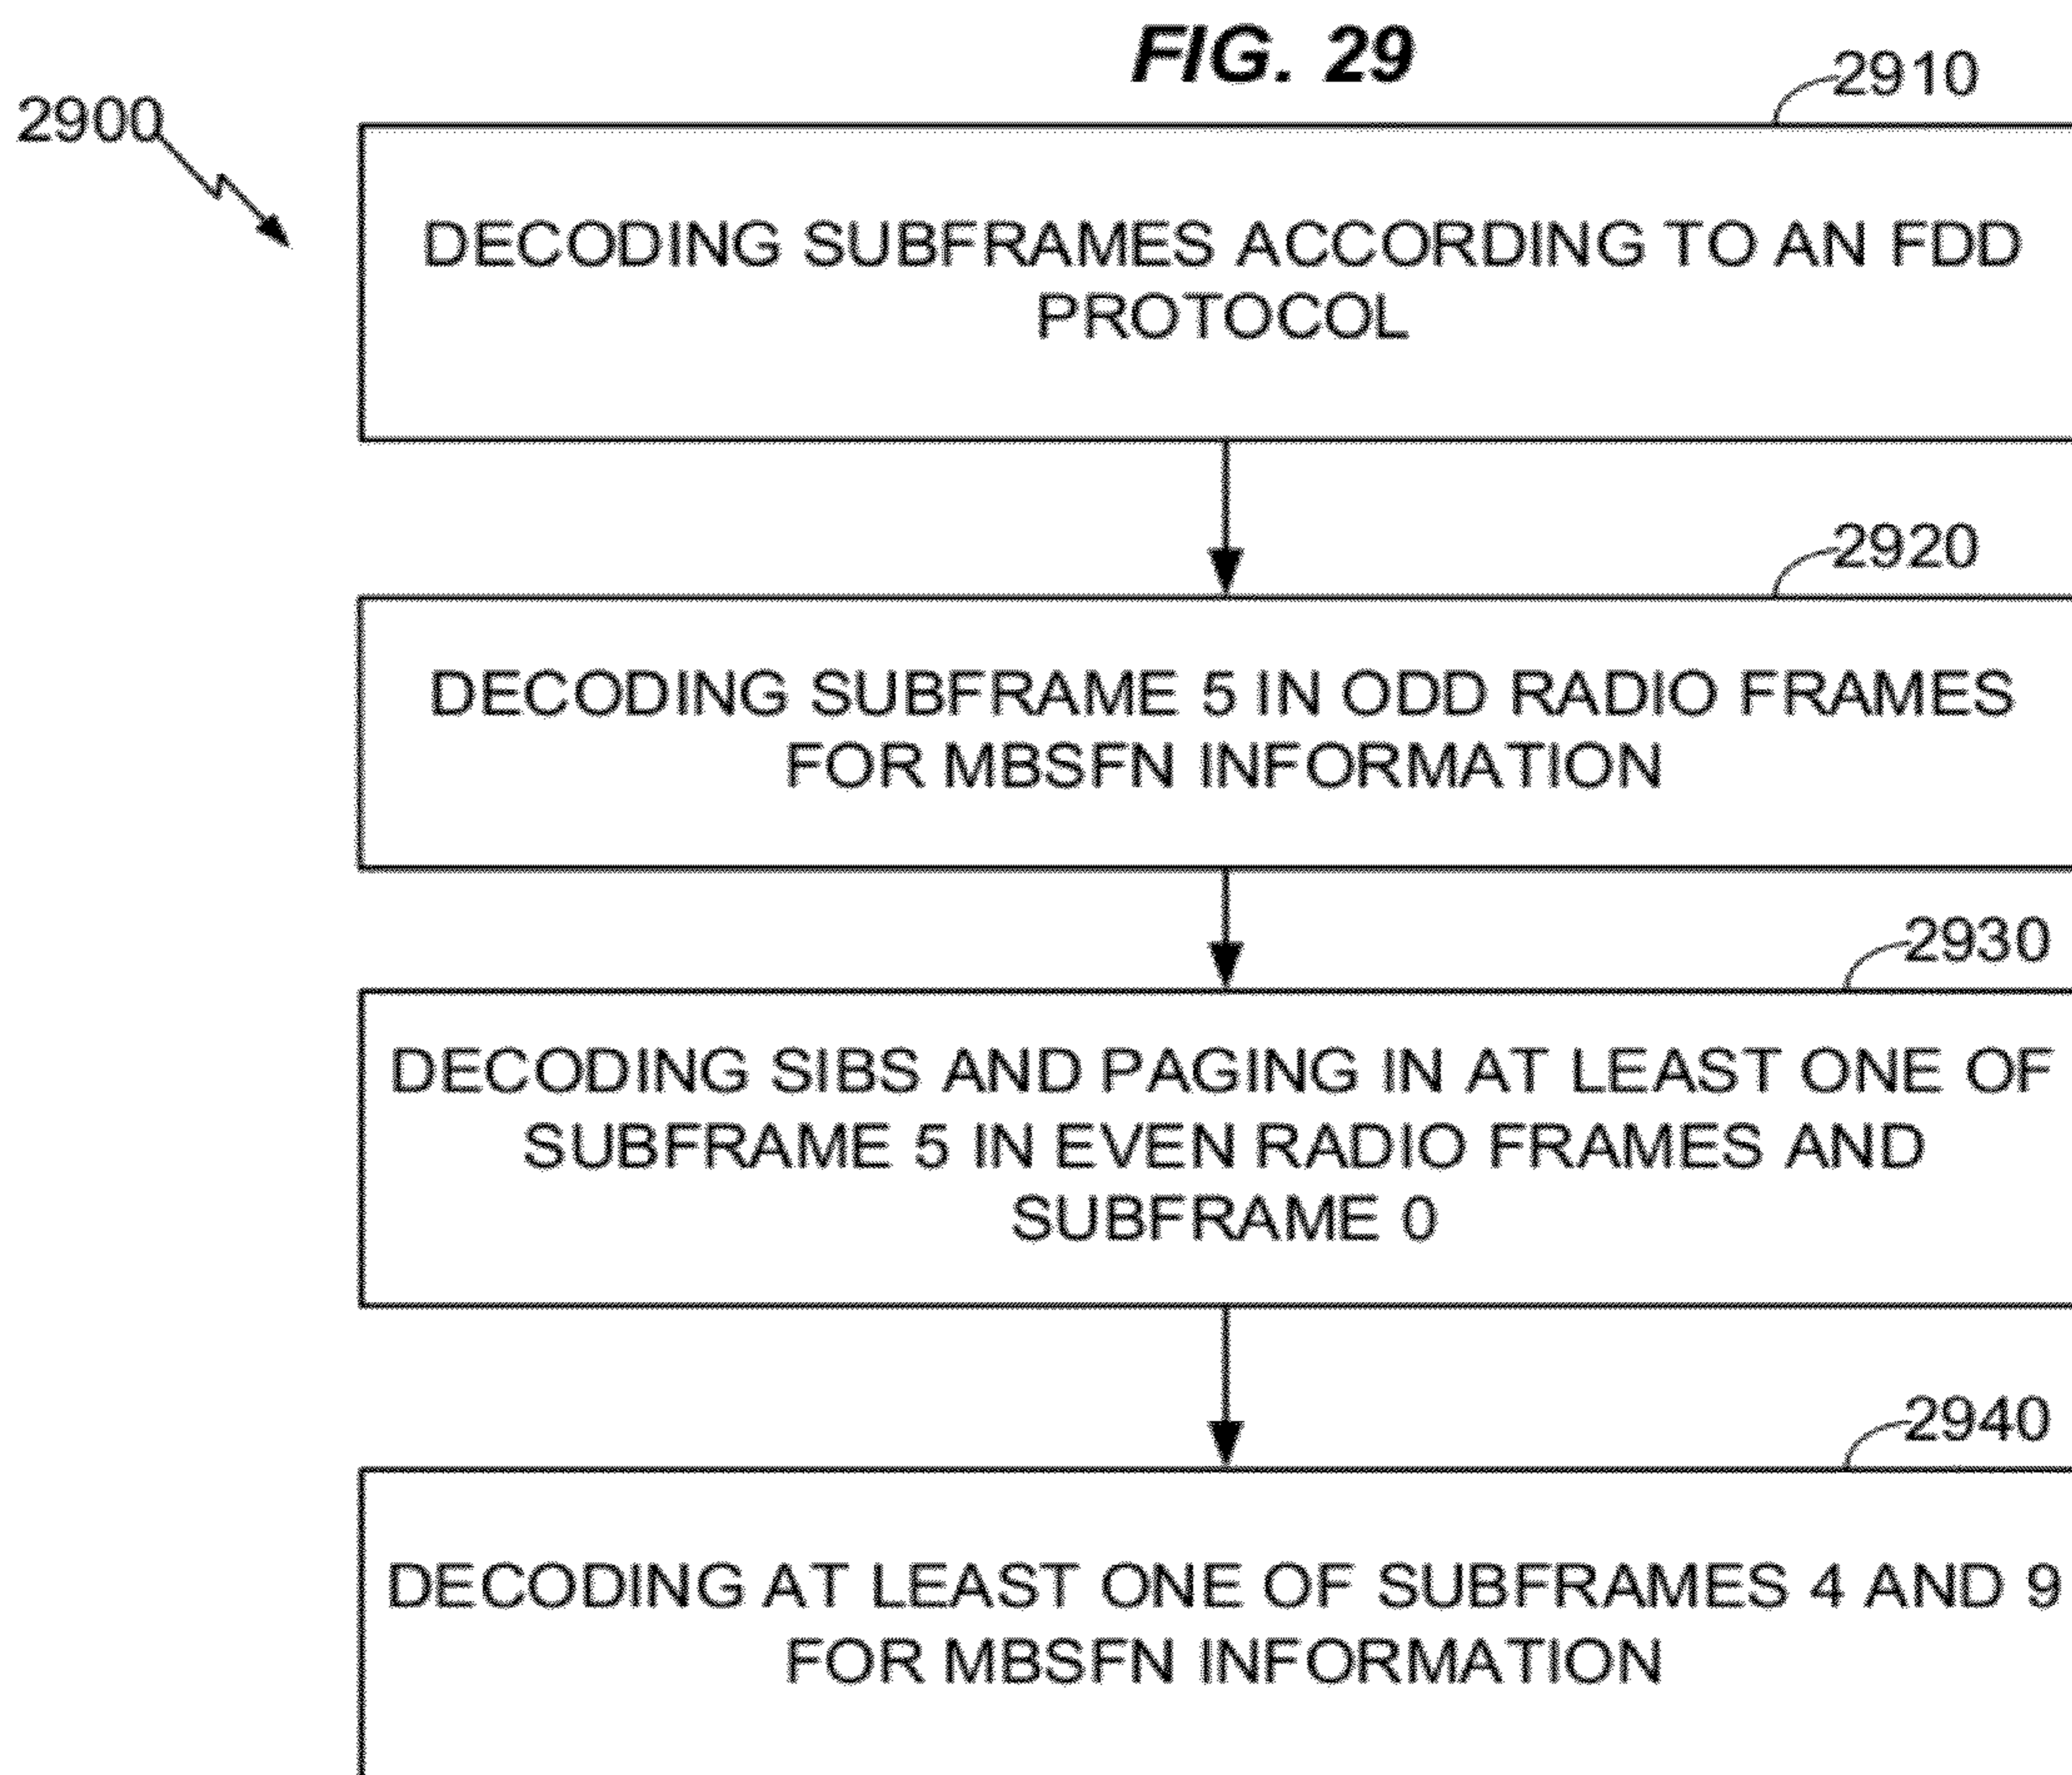 FIG. 29
2900
2910
DECODING SUBFRAMES ACCORDING TO AN FDD
PROTOCOL
2920
DECODING SUBFRAME 5 IN ODD RADIO FRAMES
FOR MBSFN INFORMATION
2930
DECODING SIBS AND PAGING IN AT LEAST ONE OF
SUBFRAME 5 IN EVEN RADIO FRAMES AND
SUBFRAME 0
2940
DECODING AT LEAST ONE OF SUBFRAMES 4 AND 9
FOR MBSFN INFORMATION